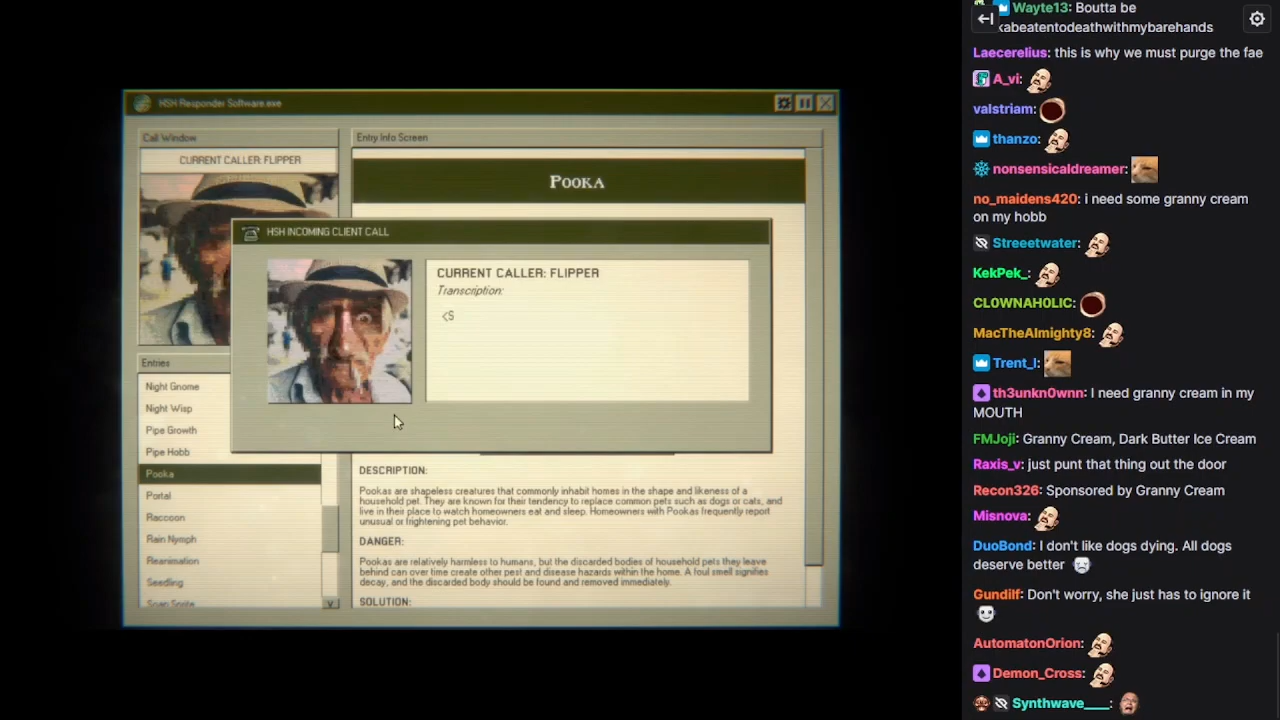 HSH Responder Software.exe
Call Window
CURRENT CALLER: FLIPPER
Entries
Night Gnome
Night Wisp
Pipe Growth
Pipe Hobb
Pooka
Portal
Raccoon
Rain Nymph
Reanimation
Seedling
Soap Sprite
v
Entry Info Screen
POOKA
HSH INCOMING CLIENT CALL
CURRENT CALLER: FLIPPER
Transcription:
<S
DESCRIPTION:
Pookas are shapeless creatures that commonly inhabit homes in the shape and likeness of a
household pet. They are known for their tendency to replace common pets such as dogs or cats, and
live in their place to watch homeowners eat and sleep. Homeowners with Pookas frequently report
unusual or frightening pet behavior.
DANGER:
Pookas are relatively harmless to humans, but the discarded bodies of household pets they leave
behind can over time create other pest and disease hazards within the home. A foul smell signifies
decay, and the discarded body should be found and removed immediately.
SOLUTION:
Wayte13: Boutta be
kabeatentodeathwithmybarehands
Laecerelius: this is why we must purge the fae
A_vi:
valstriam:
thanzo:
nonsensicaldreamer:
no_maidens420: i need some granny cream
on my hobb
Streeetwater:
KekPek_:
CL0WNAH0LIC:
MacTheAlmighty8:
Trent_l:
th3unkn0wnn: I need granny cream in my
MOUTH
FMJoji: Granny Cream, Dark Butter Ice Cream
Raxis_v: just punt that thing out the door
Recon326: Sponsored by Granny Cream
Misnova:
DuoBond: I don't like dogs dying. All dogs
deserve better
Gundilf: Don't worry, she just has to ignore it
AutomatonOrion:
Demon_Cross:
Synthwave____: